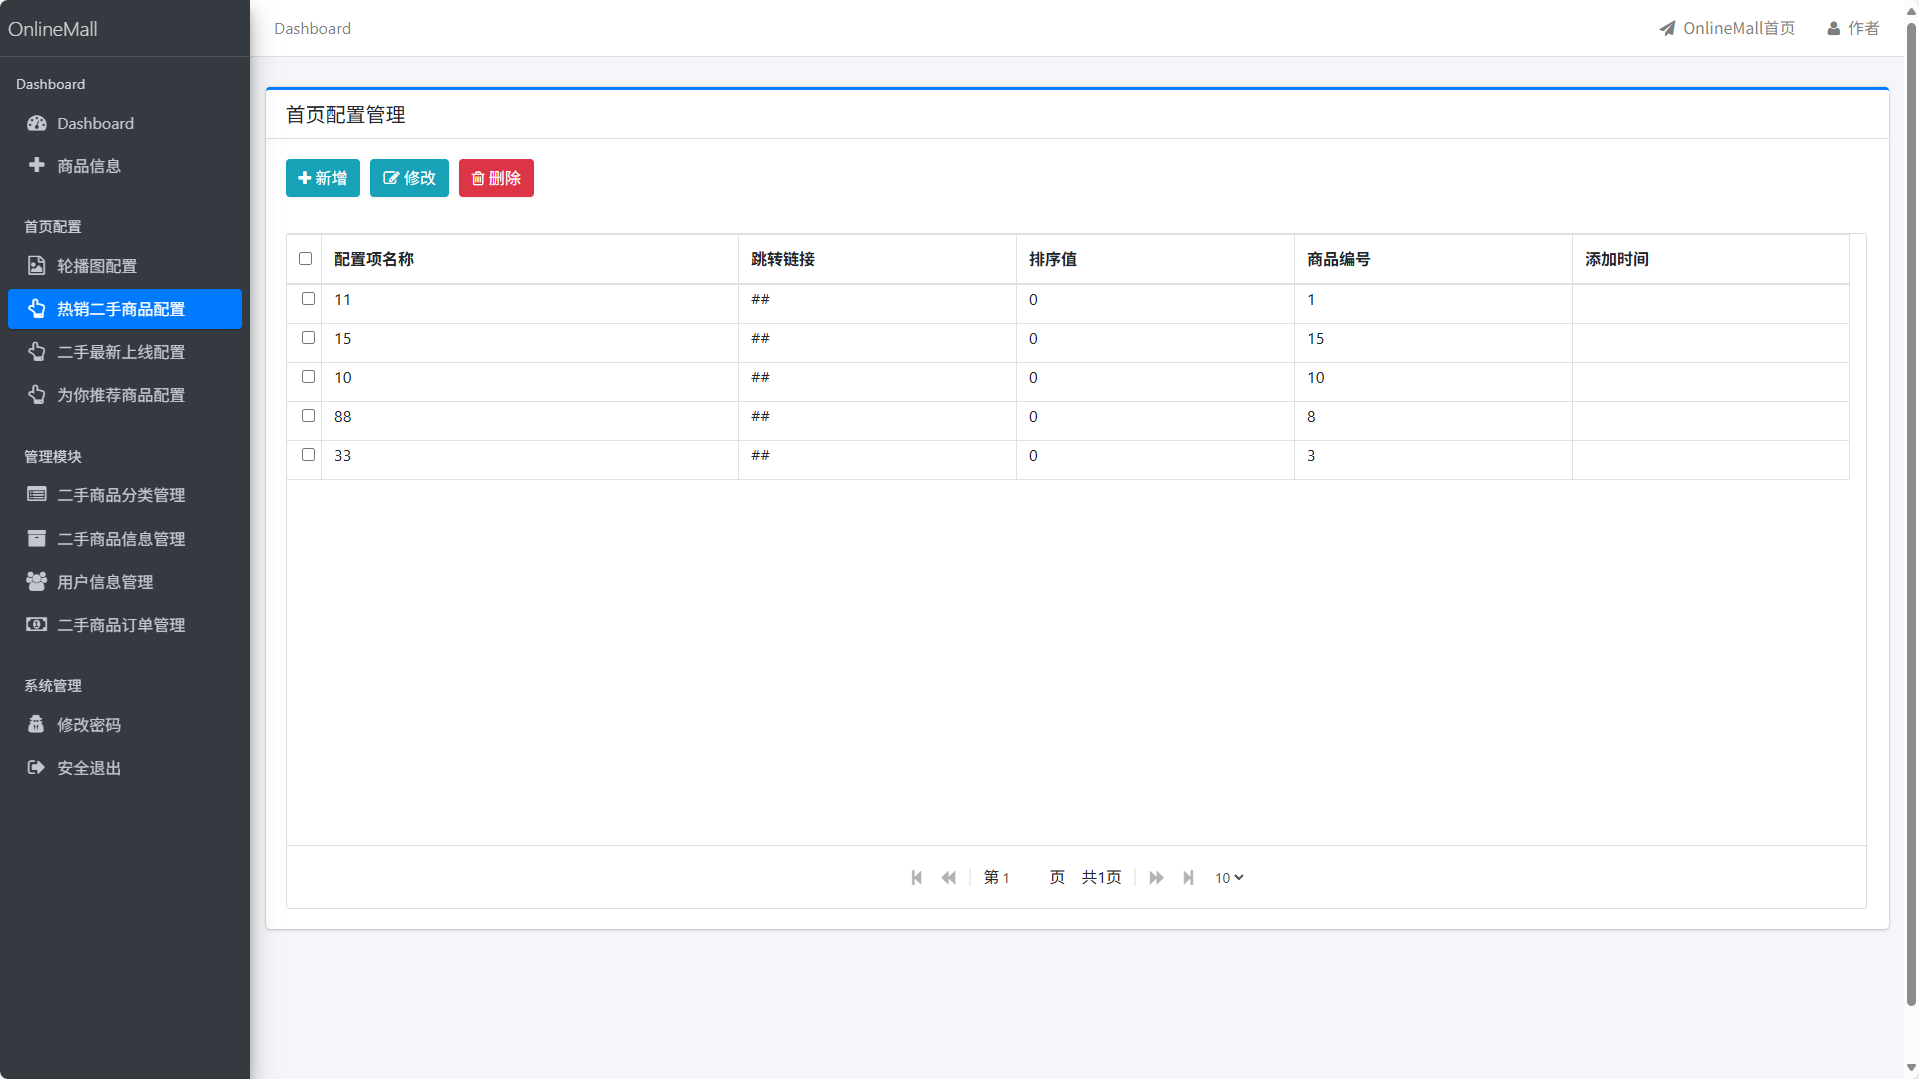 OnlineMall
Dashboard
OnlineMall首页
作者
Dashboard
Dashboard
商品信息
首页配置
轮播图配置
热销二手商品配置
二手最新上线配置
为你推荐商品配置
管理模块
二手商品分类管理
二手商品信息管理
用户信息管理
二手商品订单管理
系统管理
修改密码
安全退出
首页配置管理
新增 修改 删除
配置项名称 跳转链接 排序值 商品编号 添加时间
11 ## 0 1
15 ## 0 15
10 ## 0 10
88 ## 0 8
33 ## 0 3
第 1 页 共1页 10